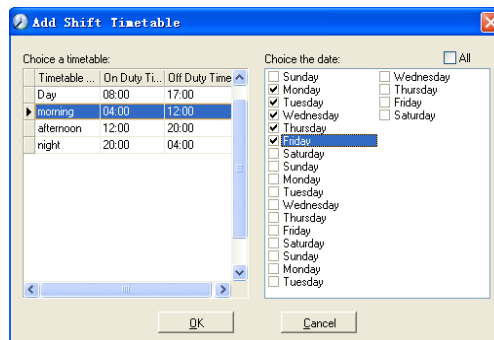 Add Shift Timetable
Choice a timetable:
Timetable ... On Duty Ti... Off Duty Time
Day 08:00 17:00
morning 04:00 12:00
afternoon 12:00 20:00
night 20:00 04:00
Choice the date:
All
Sunday
Monday
Tuesday
Wednesday
Thursday
Friday
Saturday
Sunday
Monday
Tuesday
Wednesday
Thursday
Friday
Saturday
Sunday
Monday
Tuesday
Wednesday
Thursday
Friday
Saturday
OK
Cancel